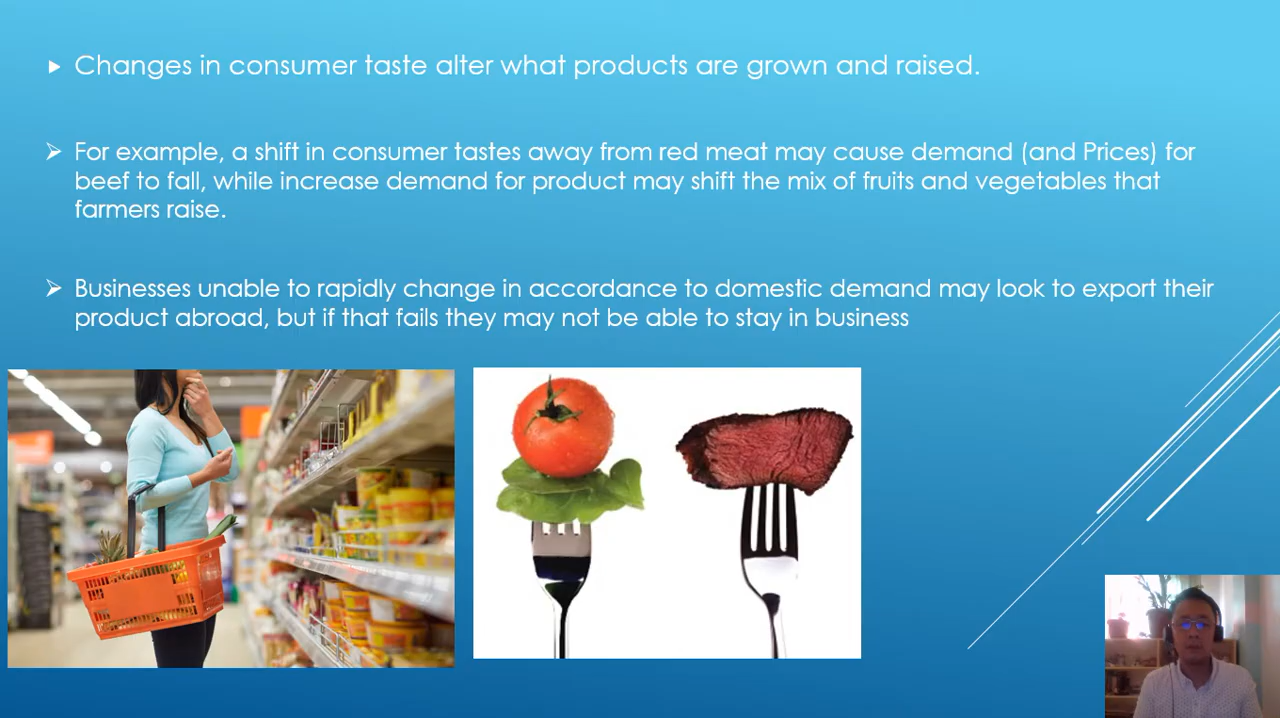 Changes in consumer taste alter what products are grown and raised.
For example, a shift in consumer tastes away from red meat may cause demand (and Prices) for
beef to fall, while increase demand for product may shift the mix of fruits and vegetables that
farmers raise.
Businesses unable to rapidly change in accordance to domestic demand may look to export their
product abroad, but if that fails they may not be able to stay in business